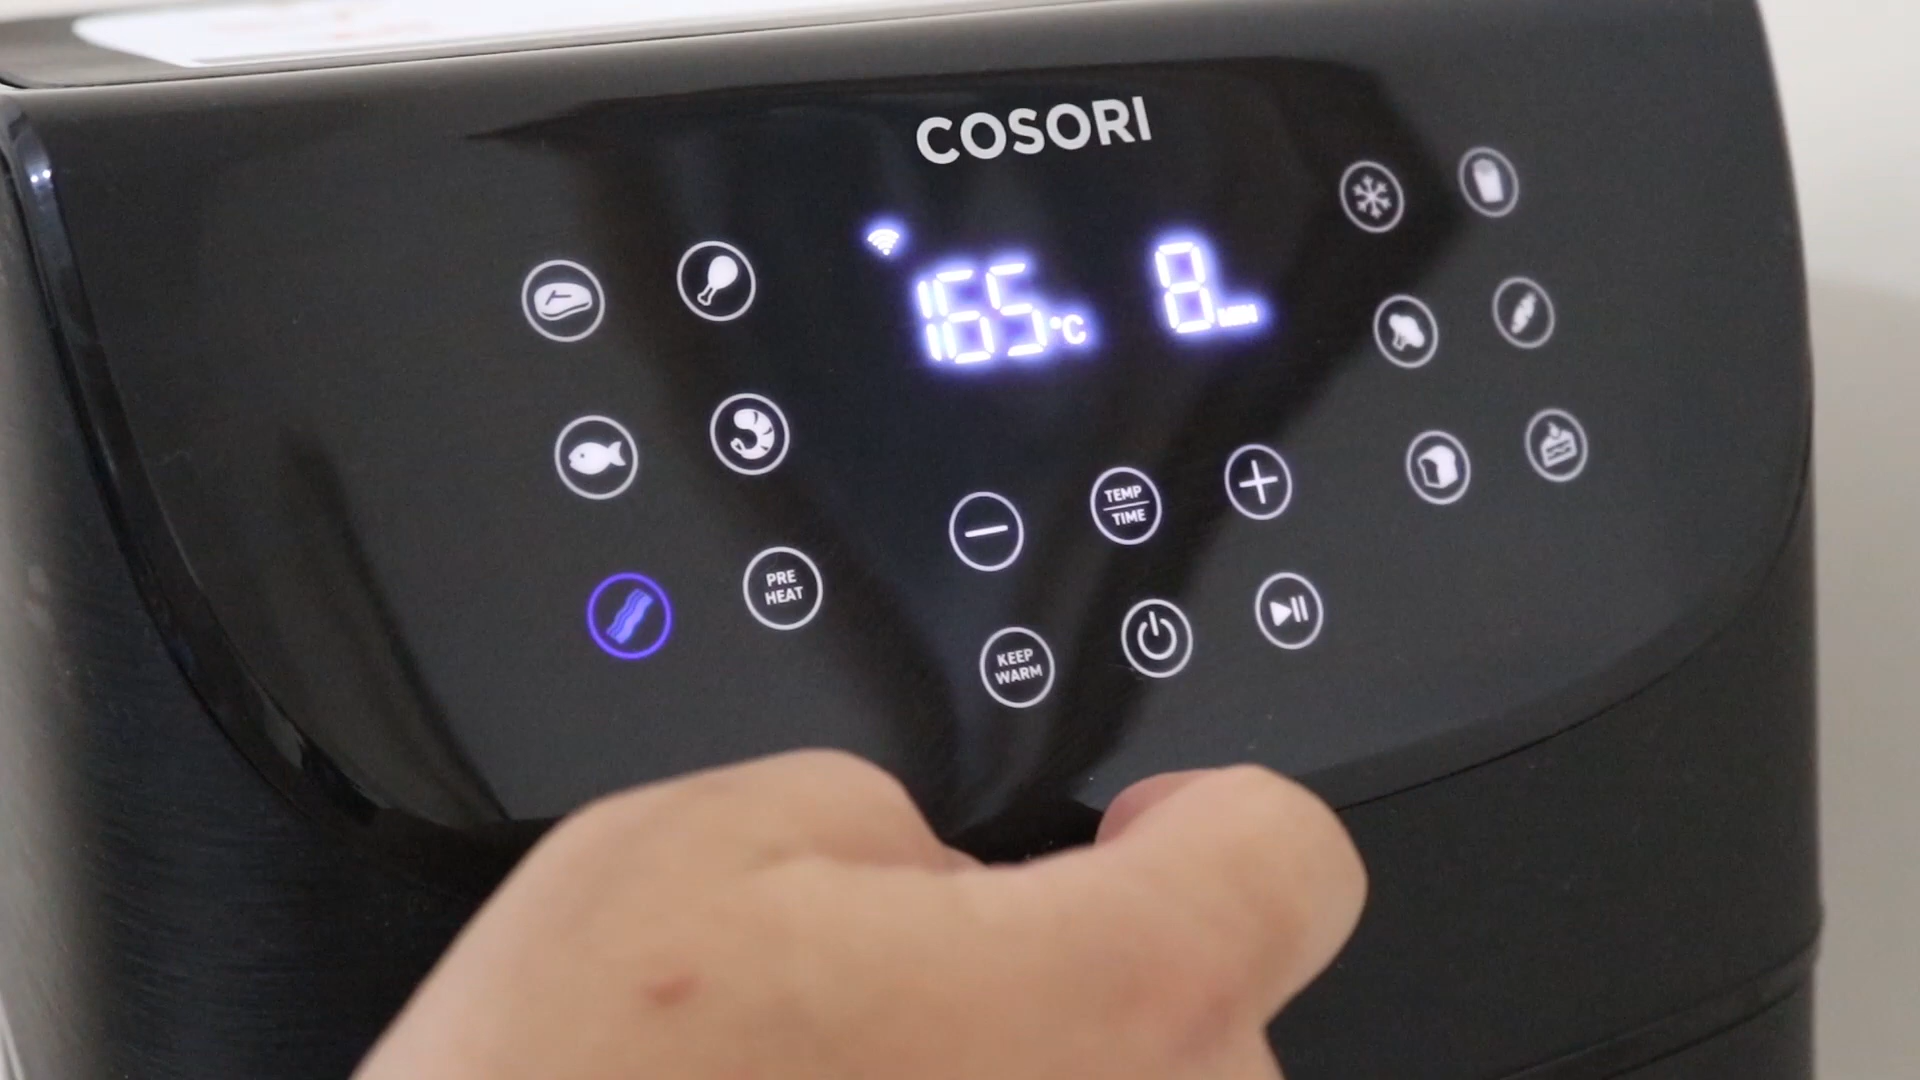 COSORI
165°C
8 MIN
TEMP
TIME
PRE
HEAT
KEEP
WARM